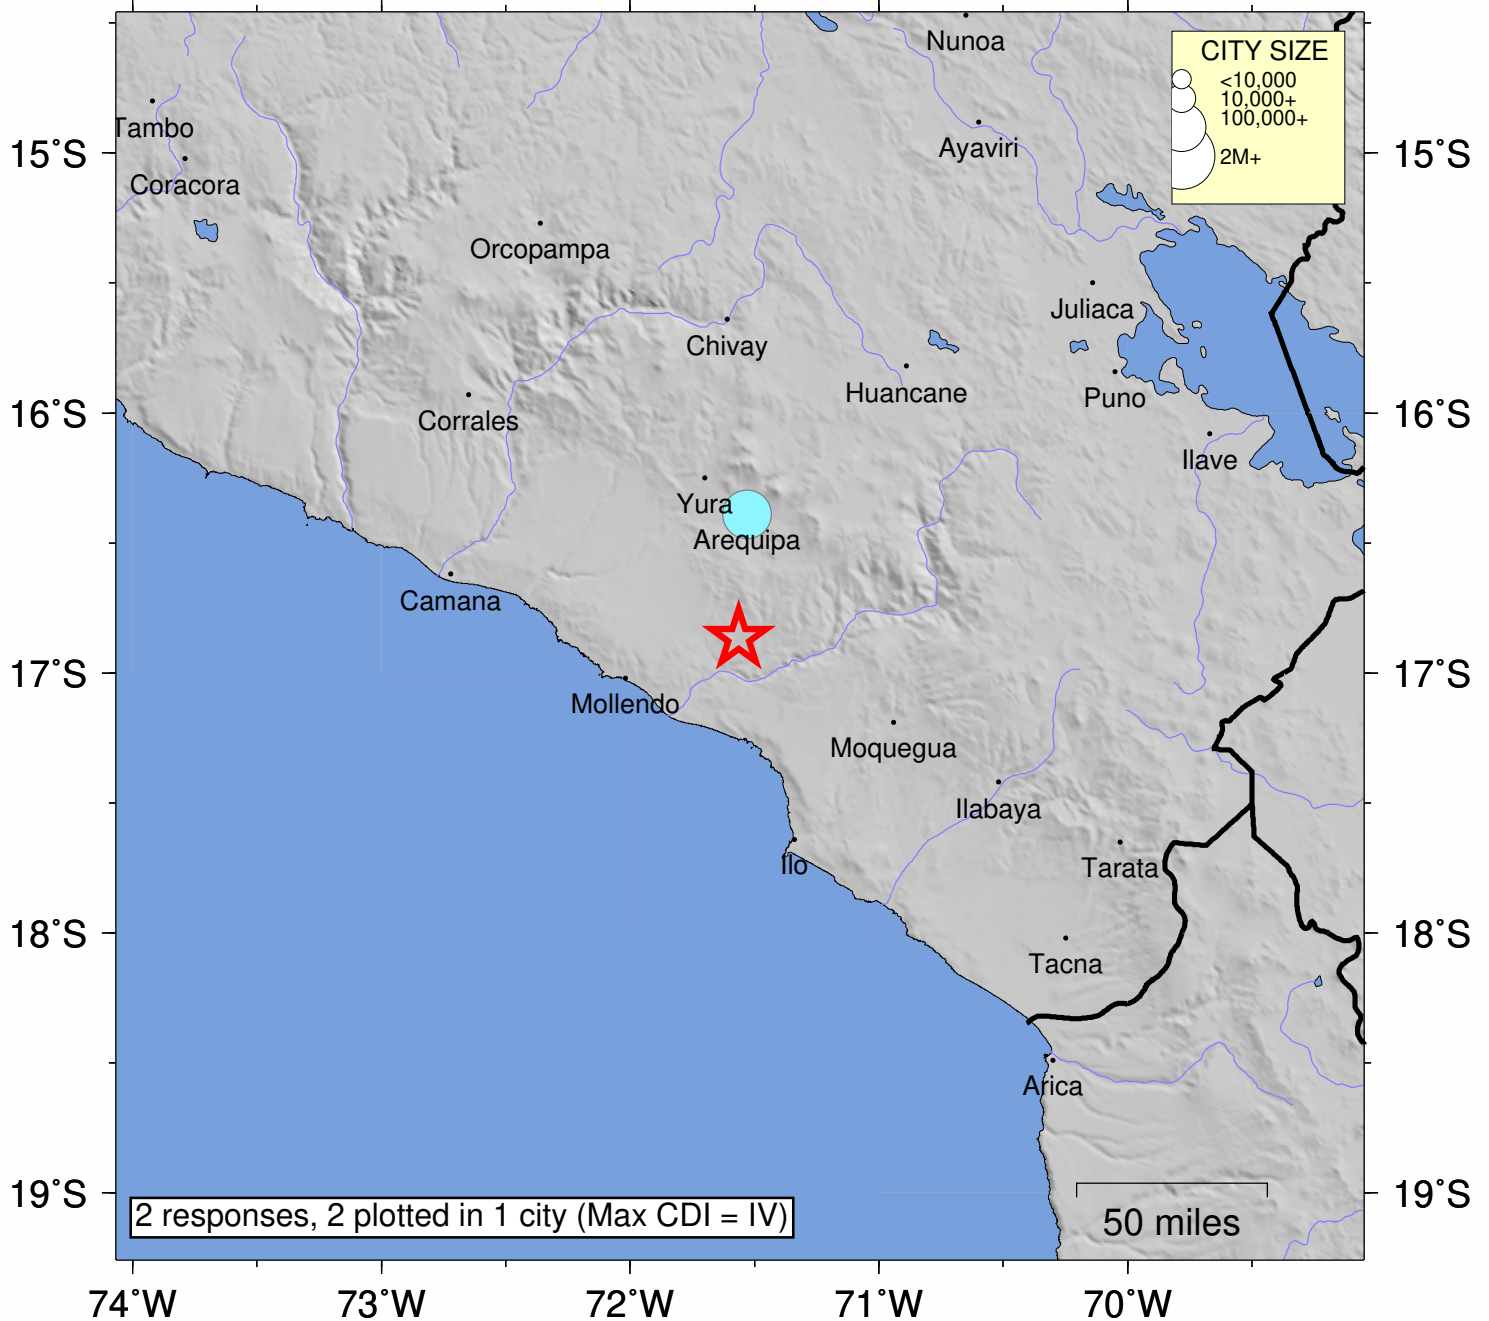 Nunoa
CITY SIZE
<10,000
10,000+
100,000+
2M+
Tambo
Ayaviri
15°S
15°S
Coracora
Orcopampa
Juliaca
Chivay
Huancane
Puno
16°S
16°S
Corrales
Ilave
Yura
Arequipa
Camana
17°S
17°S
Mollendo
Moquegua
Ilabaya
Ilo
Tarata
18°S
18°S
Tacna
Arica
19°S
19°S
2 responses, 2 plotted in 1 city (Max CDI = IV)
50 miles
74°W
73°W
72°W
71°W
70°W